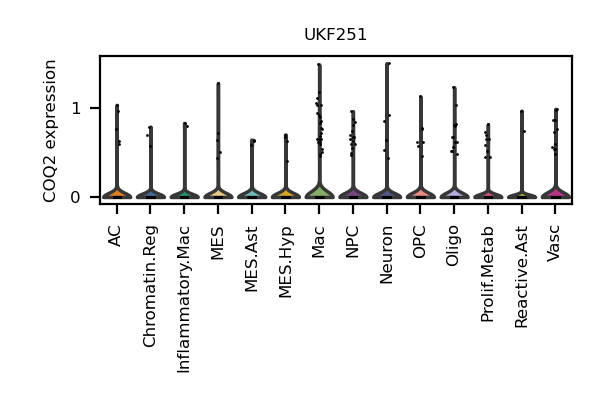 UKF251
COQ2 expression
1
0
AC
Chromatin.Reg
Inflammatory.Mac
MES
MES.Ast
MES.Hyp
Mac
NPC
Neuron
OPC
Oligo
Prolif.Metab
Reactive.Ast
Vasc